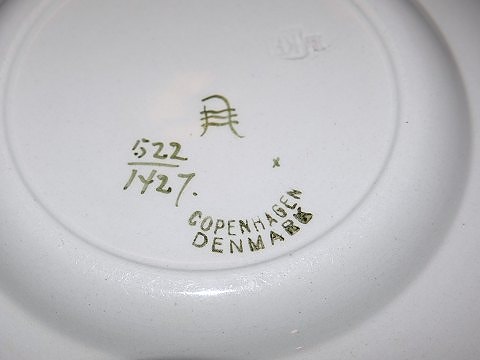 522
1427.
x
COPENHAGEN
DENMARK